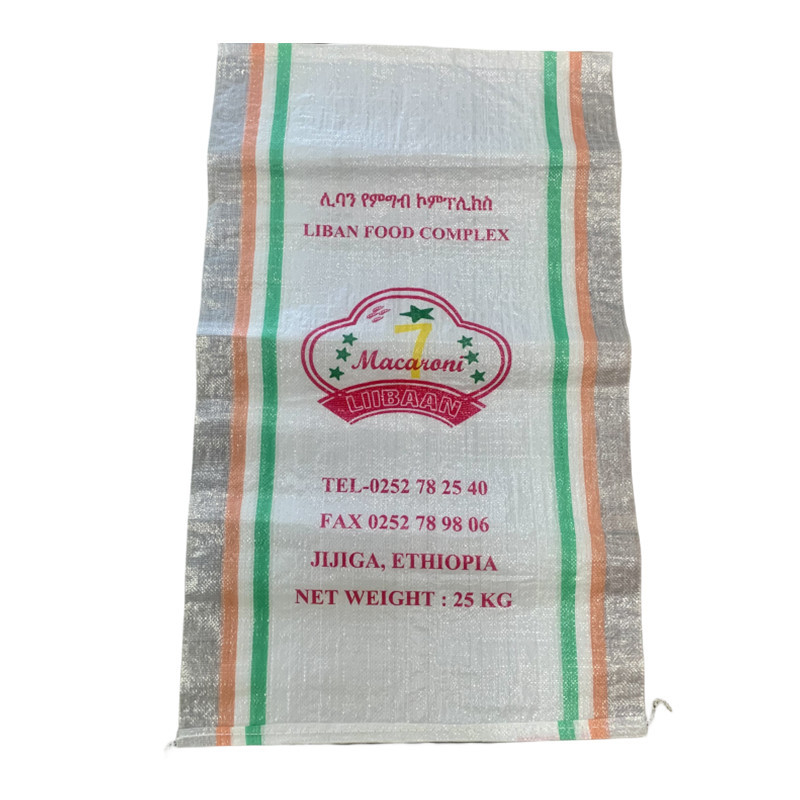 ሊባን የምግብ ኮምፕሊክስ
LIBAN FOOD COMPLEX
7
Macaroni
LIIBAAN
TEL-0252 78 25 40
FAX 0252 78 98 06
JIJIGA, ETHIOPIA
NET WEIGHT : 25 KG